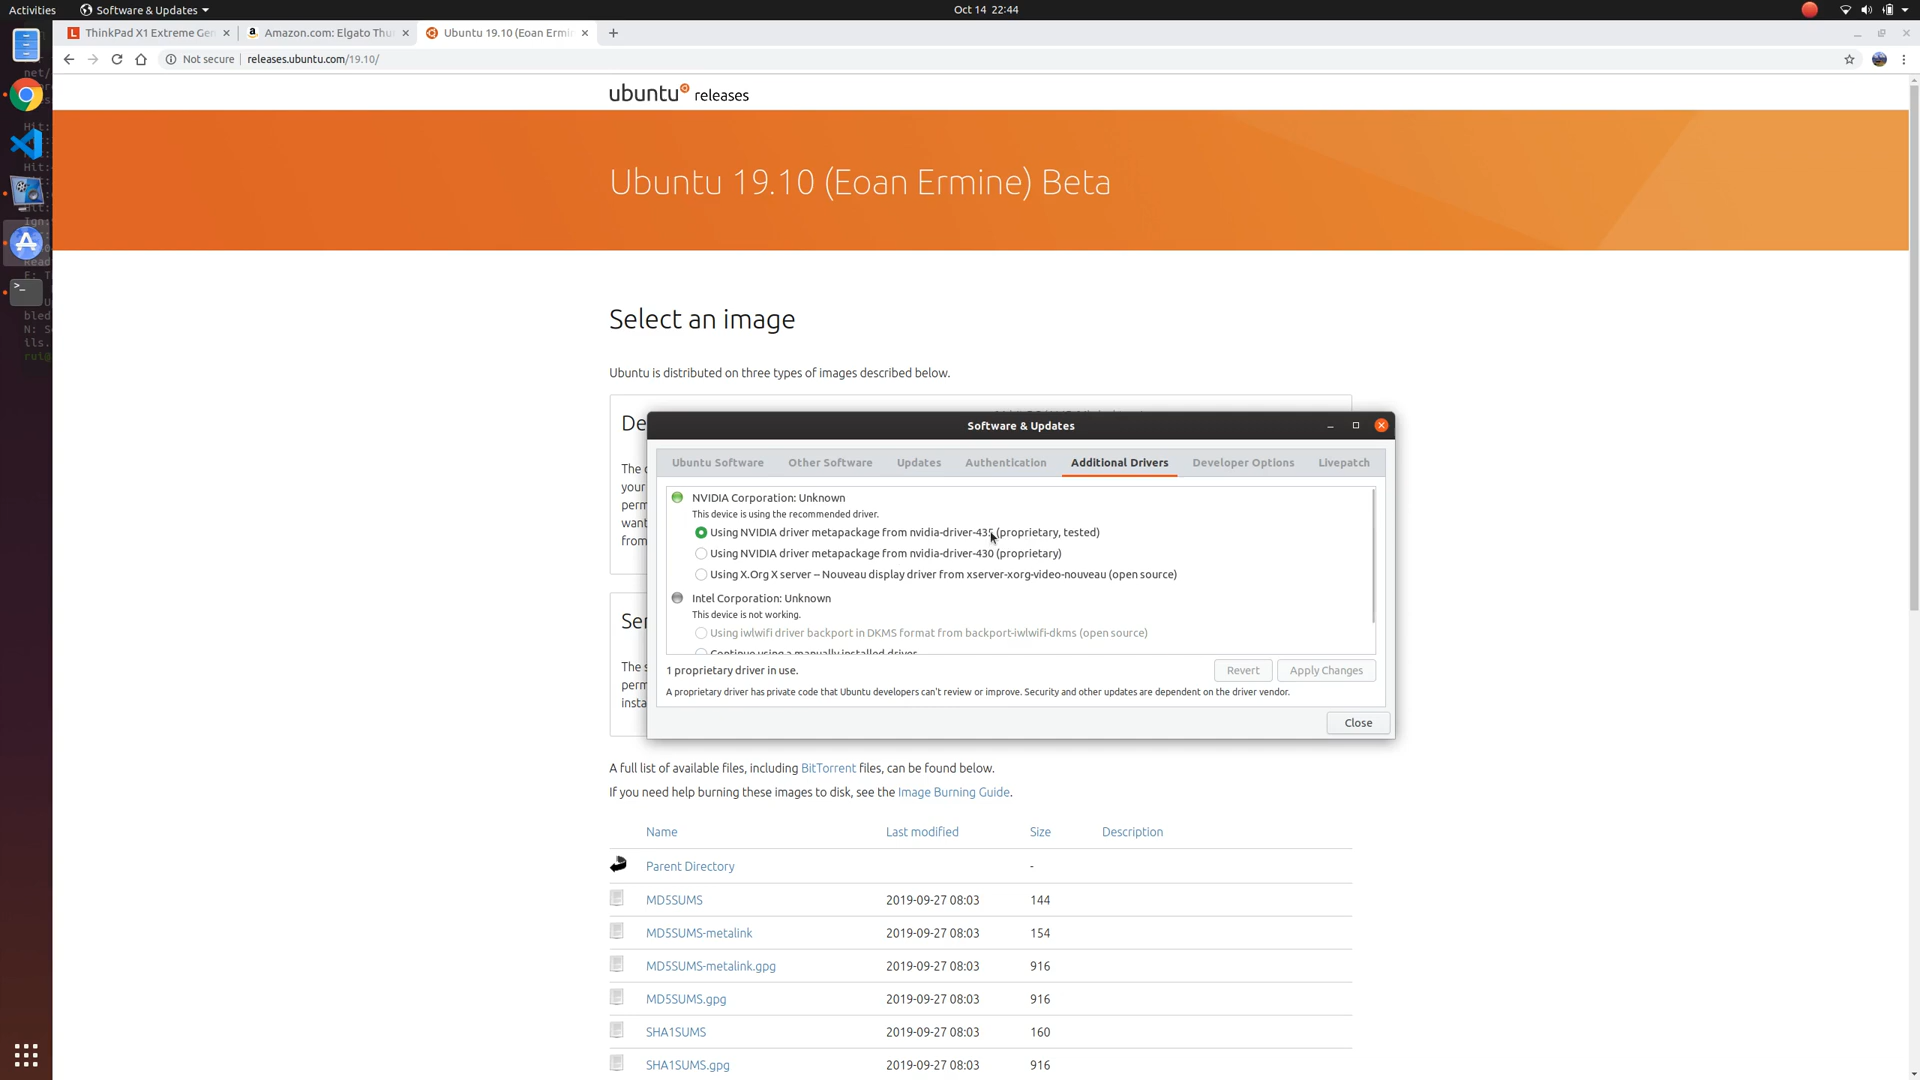 Activities
Software & Updates
Oct 14 22:44
ThinkPad X1 Extreme Gen
Amazon.com: Elgato Thu
Ubuntu 19.10 (Eoan Ermin
Not secure
releases.ubuntu.com/19.10/
ubuntu releases
Ubuntu 19.10 (Eoan Ermine) Beta
Select an image
Ubuntu is distributed on three types of images described below.
De
The
your
perm
want
from
Ser
The s
perm
insta
Software & Updates
Ubuntu Software
Other Software
Updates
Authentication
Additional Drivers
Developer Options
Livepatch
NVIDIA Corporation: Unknown
This device is using the recommended driver.
Using NVIDIA driver metapackage from nvidia-driver-435 (proprietary, tested)
Using NVIDIA driver metapackage from nvidia-driver-430 (proprietary)
Using X.Org X server – Nouveau display driver from xserver-xorg-video-nouveau (open source)
Intel Corporation: Unknown
This device is not working.
Using iwlwifi driver backport in DKMS format from backport-iwlwifi-dkms (open source)
Continue using a manually installed driver
1 proprietary driver in use.
Revert
Apply Changes
A proprietary driver has private code that Ubuntu developers can't review or improve. Security and other updates are dependent on the driver vendor.
Close
A full list of available files, including BitTorrent files, can be found below.
If you need help burning these images to disk, see the Image Burning Guide.
Name Last modified Size Description
Parent Directory -
MD5SUMS 2019-09-27 08:03 144
MD5SUMS-metalink 2019-09-27 08:03 154
MD5SUMS-metalink.gpg 2019-09-27 08:03 916
MD5SUMS.gpg 2019-09-27 08:03 916
SHA1SUMS 2019-09-27 08:03 160
SHA1SUMS.gpg 2019-09-27 08:03 916